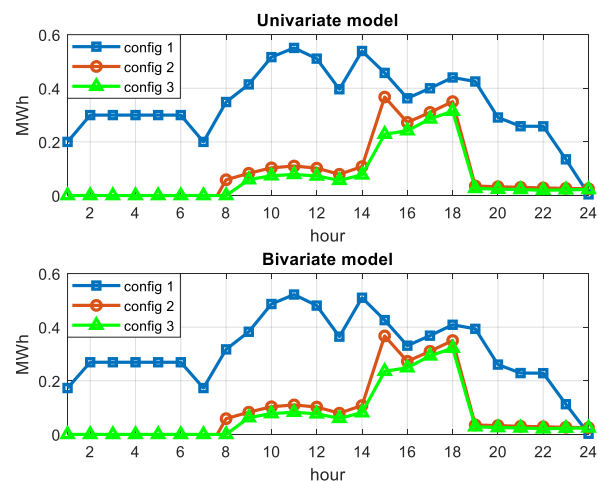 Univariate model
0.6
0.4
0.2
0
MWh
config 1
config 2
config 3
2 4 6 8 10 12 14 16 18 20 22 24
hour
Bivariate model
0.6
0.4
0.2
0
MWh
config 1
config 2
config 3
2 4 6 8 10 12 14 16 18 20 22 24
hour